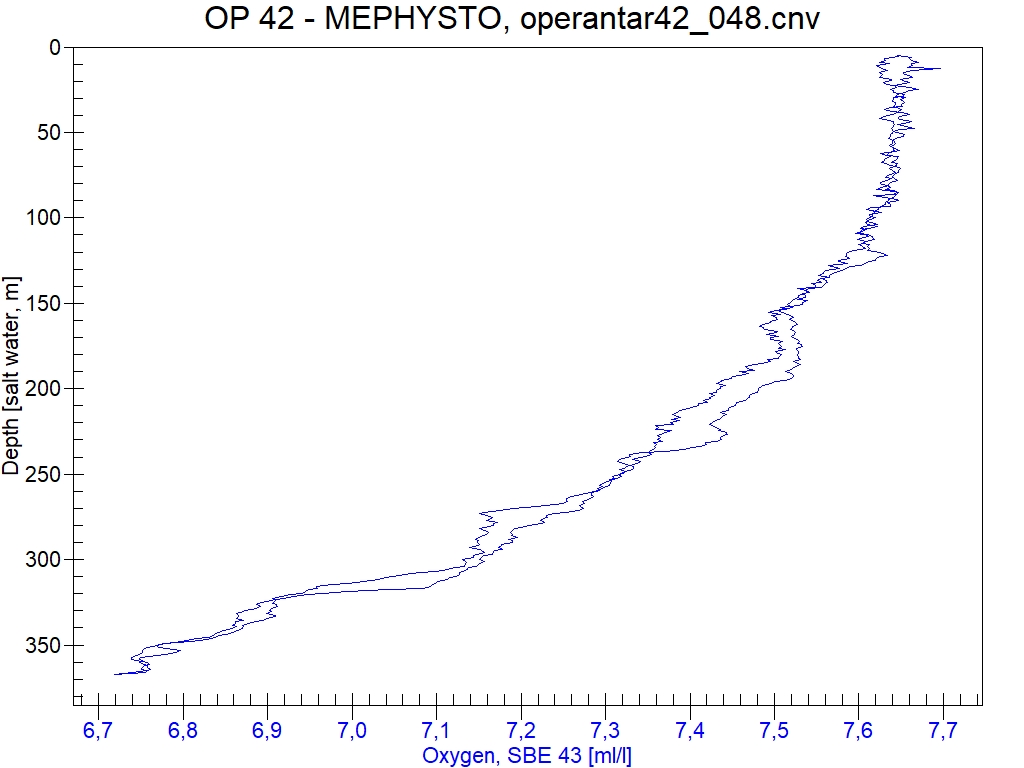 OP 42 - MEPHYSTO, operantar42_048.cnv
0
50
100
150
200
250
300
350
Depth [salt water, m]
6,7 6,8 6,9 7,0 7,1 7,2 7,3 7,4 7,5 7,6 7,7
Oxygen, SBE 43 [ml/l]